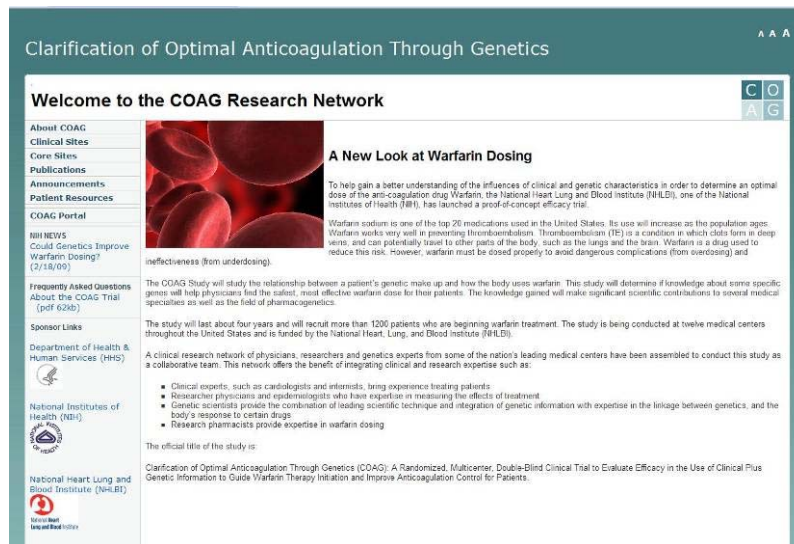 A A A
Clarification of Optimal Anticoagulation Through Genetics
Welcome to the COAG Research Network
C O
A G
About COAG
Clinical Sites
Core Sites
Publications
Announcements
Patient Resources
COAG Portal
NIH NEWS
Could Genetics Improve
Warfarin Dosing?
(2/18/09)
Frequently Asked Questions
About the COAG Trial
(pdf 62kb)
Sponsor Links
Department of Health &
Human Services (HHS)
National Institutes of
Health (NIH)
National Heart Lung and
Blood Institute (NHLBI)
National Heart
Lung and Blood Institute
A New Look at Warfarin Dosing
To help gain a better understanding of the influences of clinical and genetic characteristics in order to determine an optimal
dose of the anti-coagulation drug Warfarin, the National Heart Lung and Blood Institute (NHLBI), one of the National
Institutes of Health (NIH), has launched a proof-of-concept efficacy trial.
Warfarin sodium is one of the top 20 medications used in the United States. Its use will increase as the population ages.
Warfarin works very well in preventing thromboembolism. Thromboembolism (TE) is a condition in which clots form in deep
veins, and can potentially travel to other parts of the body, such as the lungs and the brain. Warfarin is a drug used to
reduce this risk. However, warfarin must be dosed properly to avoid dangerous complications (from overdosing) and
ineffectiveness (from underdosing).
The COAG Study will study the relationship between a patient's genetic make up and how the body uses warfarin. This study will determine if knowledge about some specific
genes will help physicians find the safest, most effective warfarin dose for their patients. The knowledge gained will make significant scientific contributions to several medical
specialties as well as the field of pharmacogenetics.
The study will last about four years and will recruit more than 1200 patients who are beginning warfarin treatment. The study is being conducted at twelve medical centers
throughout the United States and is funded by the National Heart, Lung, and Blood Institute (NHLBI).
A clinical research network of physicians, researchers and genetics experts from some of the nation's leading medical centers have been assembled to conduct this study as
a collaborative team. This network offers the benefit of integrating clinical and research expertise such as:
Clinical experts, such as cardiologists and internists, bring experience treating patients
Researcher physicians and epidemiologists who have expertise in measuring the effects of treatment
Genetic scientists provide the combination of leading scientific technique and integration of genetic information with expertise in the linkage between genetics, and the
body's response to certain drugs
Research pharmacists provide expertise in warfarin dosing
The official title of the study is:
Clarification of Optimal Anticoagulation Through Genetics (COAG): A Randomized, Multicenter, Double-Blind Clinical Trial to Evaluate Efficacy in the Use of Clinical Plus
Genetic Information to Guide Warfarin Therapy Initiation and Improve Anticoagulation Control for Patients.